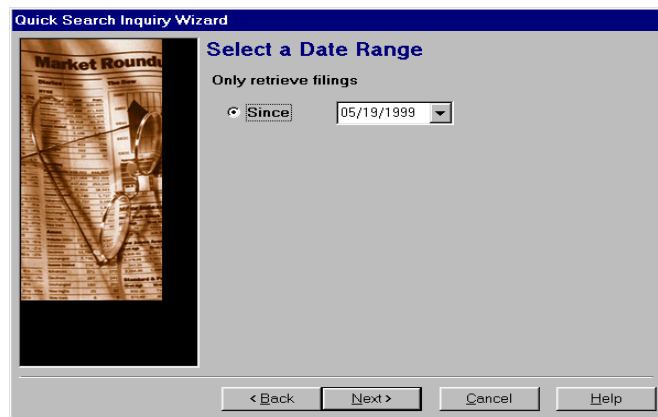 Quick Search Inquiry Wizard
Select a Date Range
Market Roundu
Only retrieve filings
Since 05/19/1999
< Back Next > Cancel Help